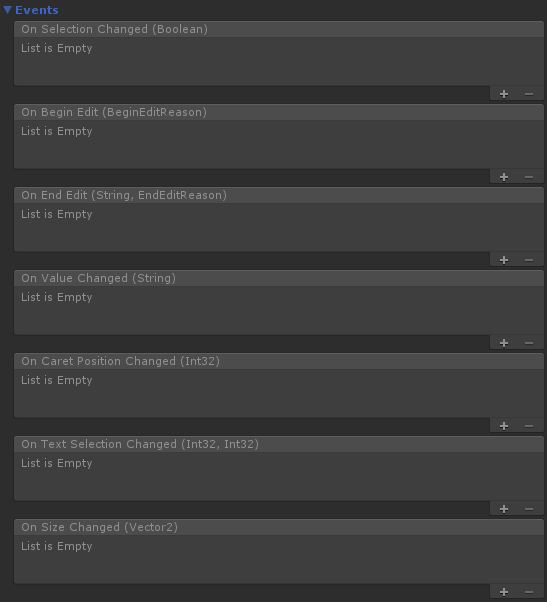 Events
On Selection Changed (Boolean)
List is Empty
On Begin Edit (BeginEditReason)
List is Empty
On End Edit (String, EndEditReason)
List is Empty
On Value Changed (String)
List is Empty
On Caret Position Changed (Int32)
List is Empty
On Text Selection Changed (Int32, Int32)
List is Empty
On Size Changed (Vector2)
List is Empty